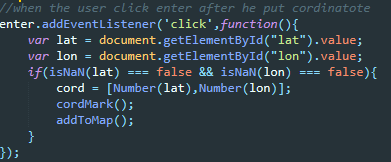 //when the user click enter after he put cordinatote
enter.addEventListener('click',function(){
    var lat = document.getElementById("lat").value;
    var lon = document.getElementById("lon").value;
    if(isNaN(lat) === false && isNaN(lon) === false){
        cord = [Number(lat),Number(lon)];
        cordMark();
        addToMap();
    }
});